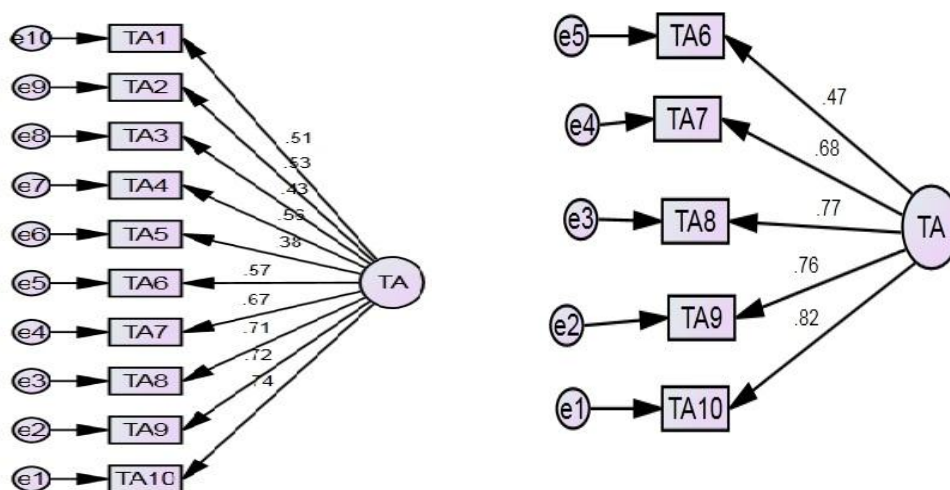 e10 TA1
e9 TA2
e8 TA3
e7 TA4
e6 TA5
e5 TA6
e4 TA7
e3 TA8
e2 TA9
e1 TA10
.51
.53
.43
.56
.38
.57
.67
.71
.72
.74
TA
e5 TA6
e4 TA7
e3 TA8
e2 TA9
e1 TA10
.47
.68
.77
.76
.82
TA